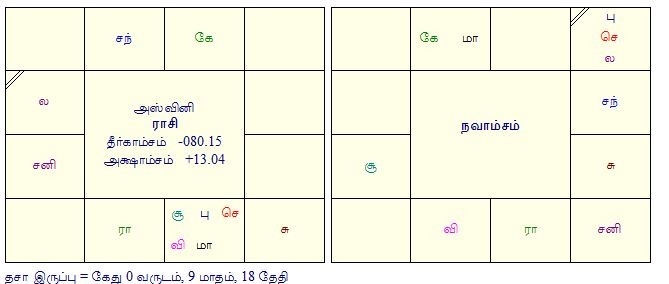 சந் கே
ல
அஸ்வினி
ராசி
தீர்காம்சம் -080.15
அக்ஷாம்சம் +13.04
சனி
ரா
சூ பு செ
வி மா
சு
கே மா
பு
செ
ல
நவாம்சம்
சந்
சூ
சு
வி
ரா
சனி
தசா இருப்பு = கேது 0 வருடம், 9 மாதம், 18 தேதி